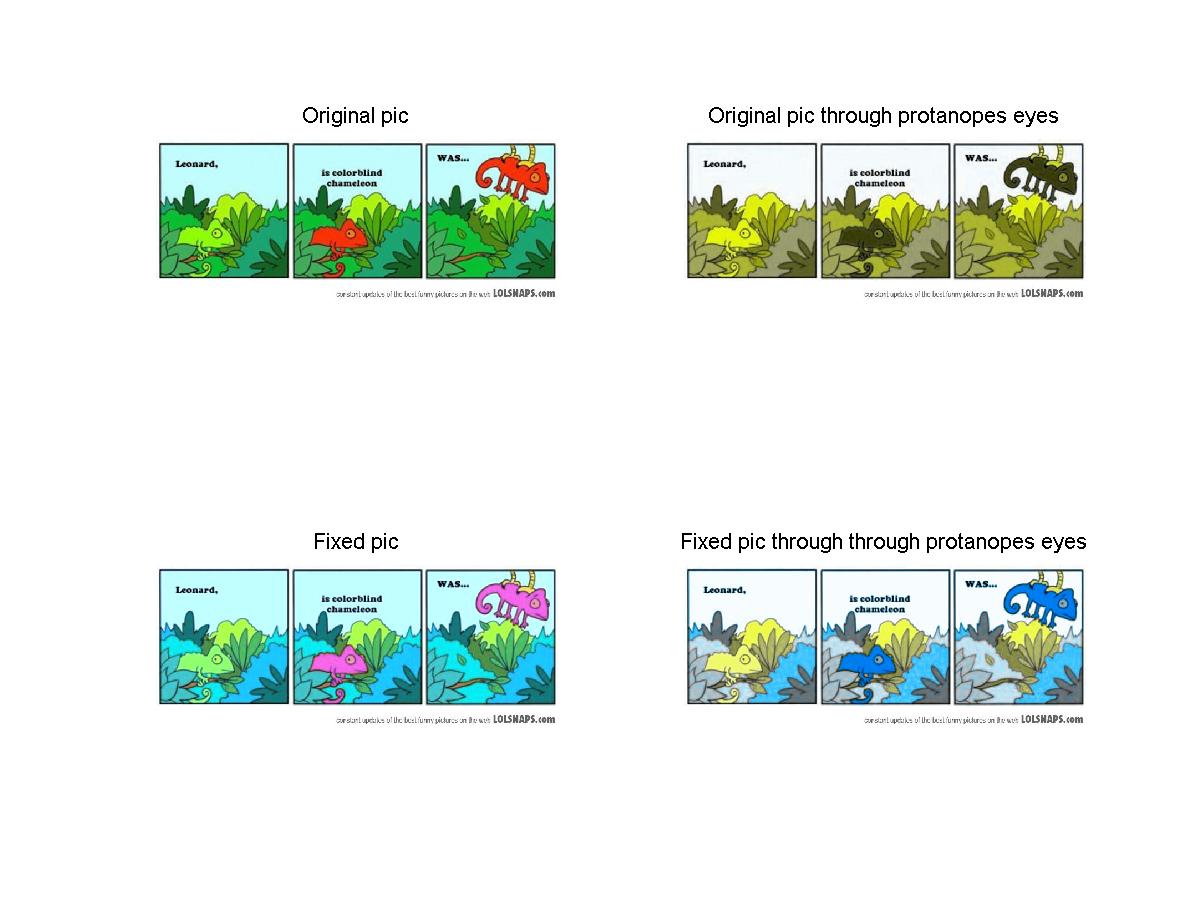 Original pic
Leonard,
is colorblind
chameleon
WAS...
constant updates of the best funny pictures on the web LOLSNAPS.com
Original pic through protanopes eyes
Leonard,
is colorblind
chameleon
WAS...
constant updates of the best funny pictures on the web LOLSNAPS.com
Fixed pic
Leonard,
is colorblind
chameleon
WAS...
constant updates of the best funny pictures on the web LOLSNAPS.com
Fixed pic through through protanopes eyes
Leonard,
is colorblind
chameleon
WAS...
constant updates of the best funny pictures on the web LOLSNAPS.com